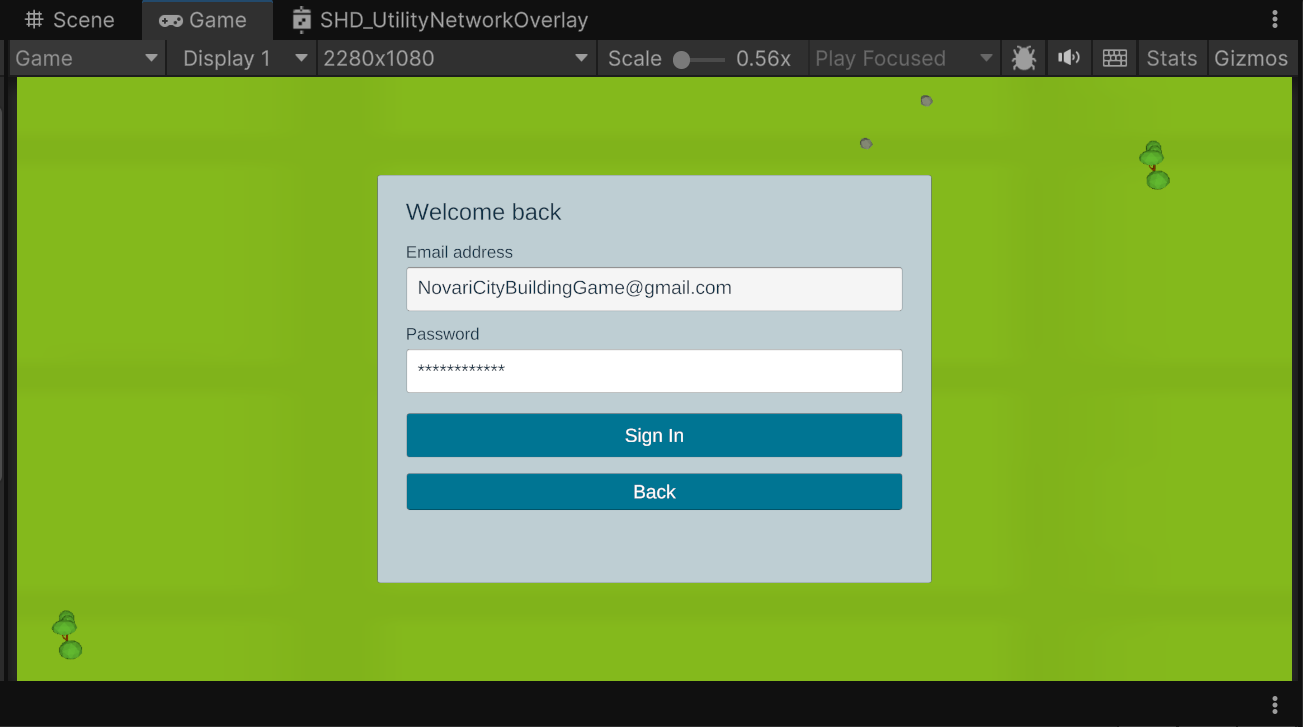 Scene Game SHD_UtilityNetworkOverlay
Game Display 1 2280x1080 Scale 0.56x Play Focused Stats Gizmos
Welcome back
Email address
NovariCityBuildingGame@gmail.com
Password
************
Sign In
Back